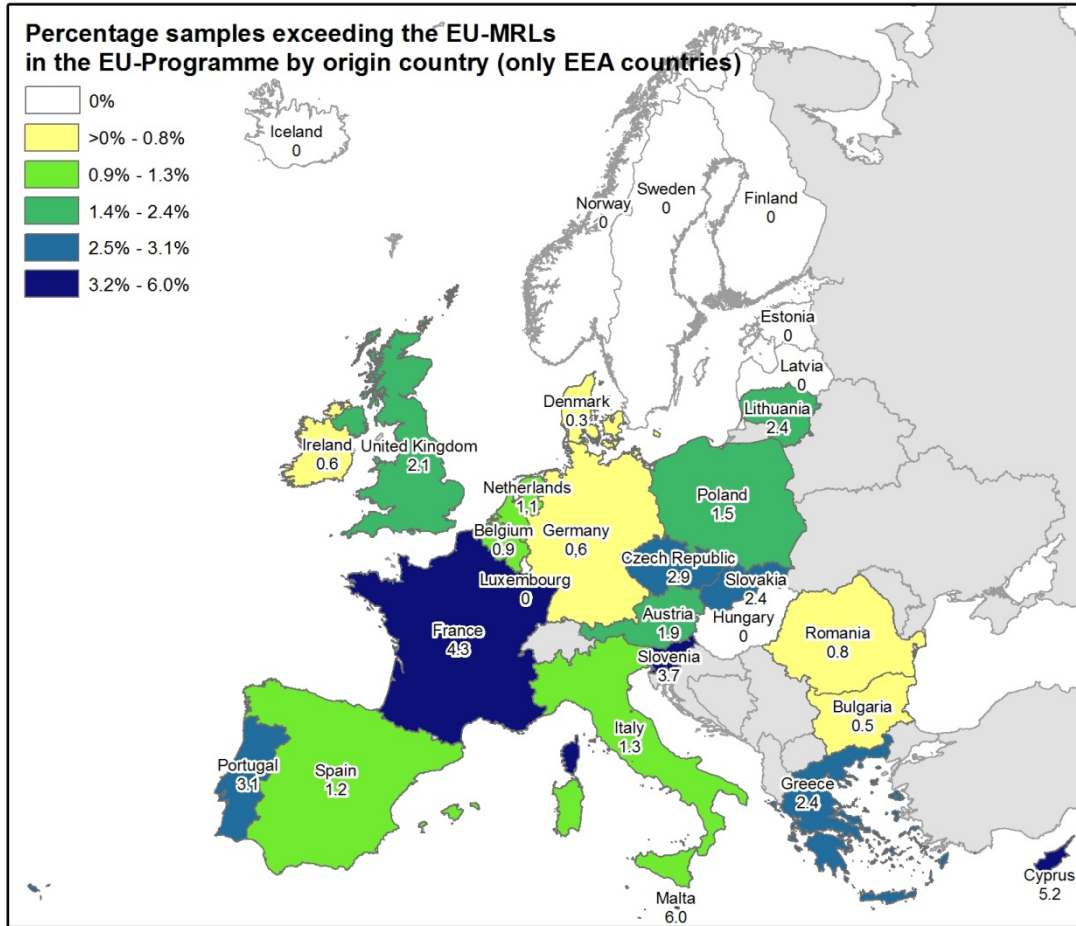 Percentage samples exceeding the EU-MRLs
in the EU-Programme by origin country (only EEA countries)
0%
>0% - 0.8%
0.9% - 1.3%
1.4% - 2.4%
2.5% - 3.1%
3.2% - 6.0%
Iceland
0
Norway
0
Sweden
0
Finland
0
Estonia
0
Latvia
0
Lithuania
2.4
Denmark
0.3
Ireland
0.6
United Kingdom
2.1
Netherlands
1,1
Belgium
0.9
Germany
0,6
Poland
1.5
Luxembourg
0
Czech Republic
2.9
Slovakia
2.4
Austria
1.9
Hungary
0
France
4.3
Slovenia
3.7
Romania
0.8
Bulgaria
0.5
Italy
1.3
Portugal
3.1
Spain
1.2
Greece
2.4
Malta
6.0
Cyprus
5.2